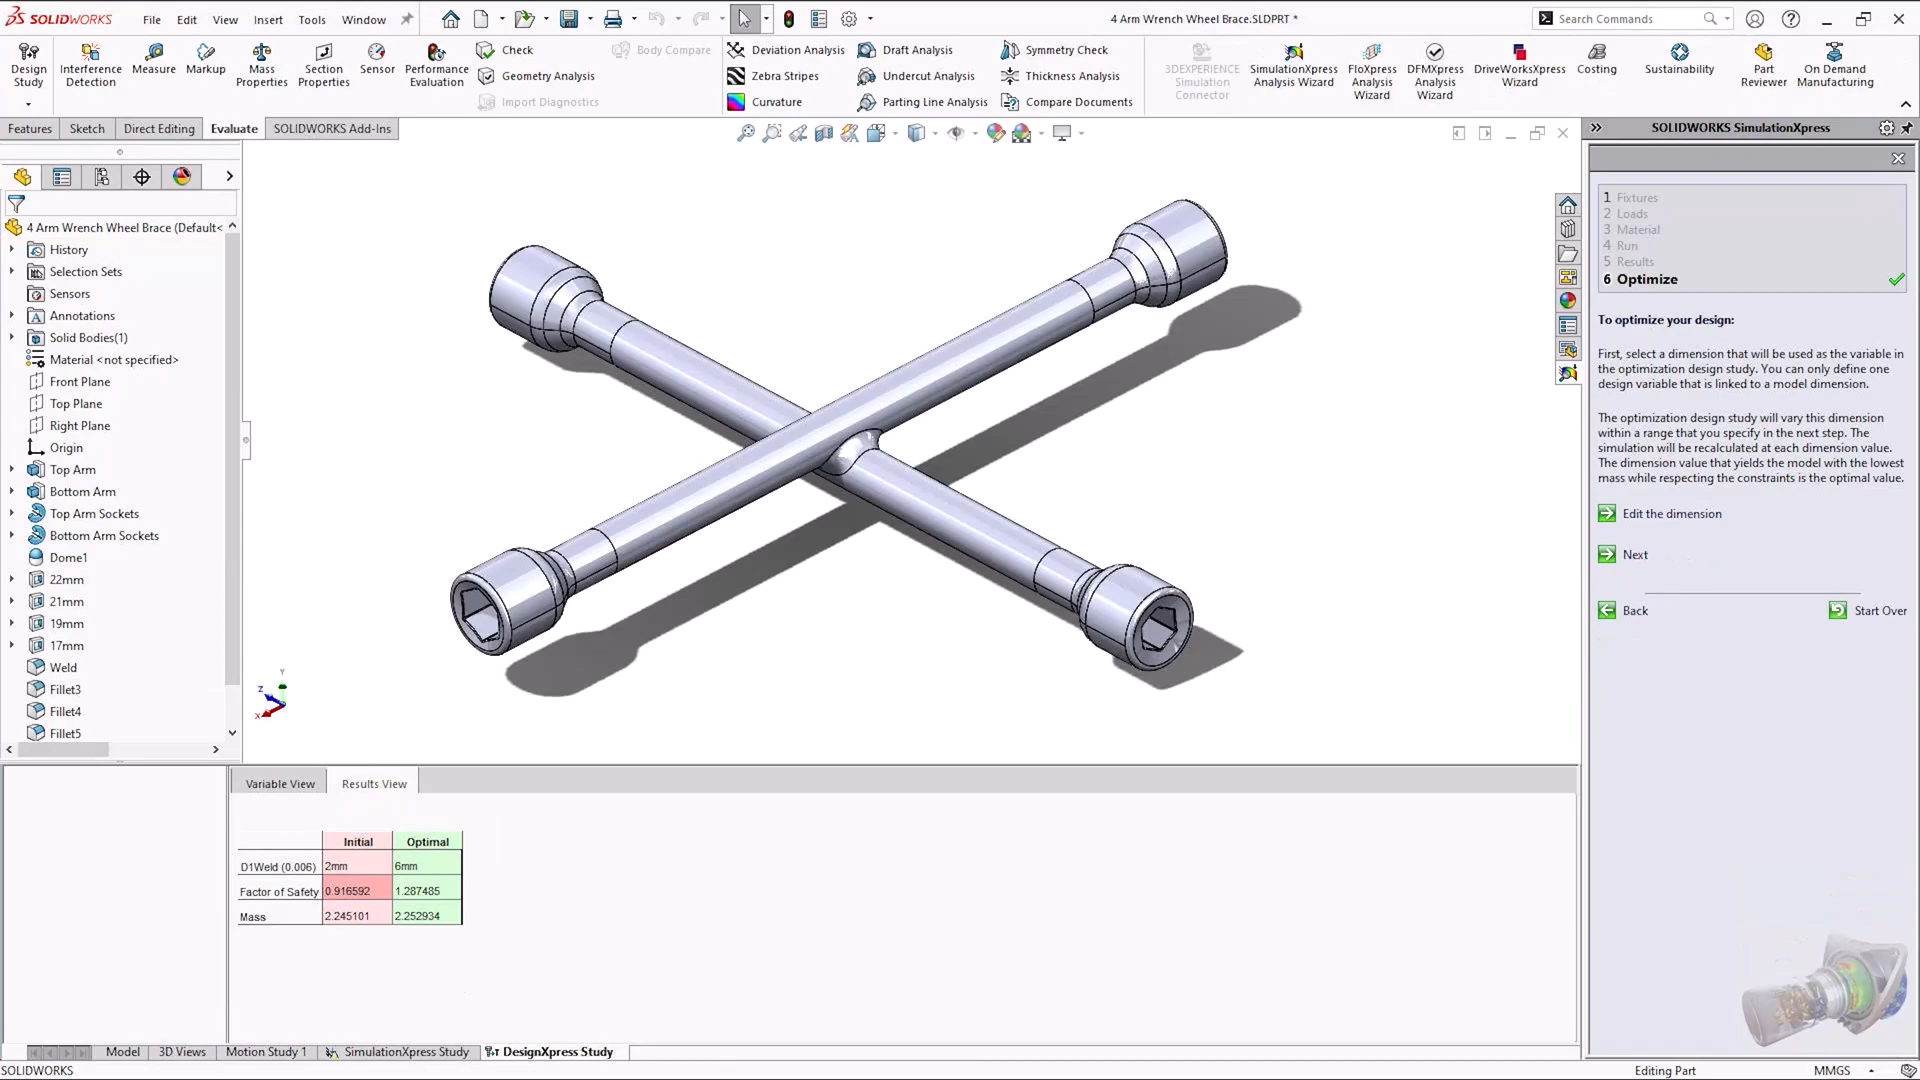 SOLIDWORKS
File Edit View Insert Tools Window
4 Arm Wrench Wheel Brace.SLDPRT *
Search Commands
Design Study
Interference Detection
Measure
Markup
Mass Properties
Section Properties
Sensor
Performance Evaluation
Check
Geometry Analysis
Import Diagnostics
Body Compare
Deviation Analysis
Zebra Stripes
Curvature
Draft Analysis
Undercut Analysis
Parting Line Analysis
Symmetry Check
Thickness Analysis
Compare Documents
3DEXPERIENCE Simulation Connector
SimulationXpress Analysis Wizard
FloXpress Analysis Wizard
DFMXpress Analysis Wizard
DriveWorksXpress Wizard
Costing
Sustainability
Part Reviewer
On Demand Manufacturing
Features Sketch Direct Editing Evaluate SOLIDWORKS Add-Ins
4 Arm Wrench Wheel Brace (Default<
History
Selection Sets
Sensors
Annotations
Solid Bodies(1)
Material <not specified>
Front Plane
Top Plane
Right Plane
Origin
Top Arm
Bottom Arm
Top Arm Sockets
Bottom Arm Sockets
Dome1
22mm
21mm
19mm
17mm
Weld
Fillet3
Fillet4
Fillet5
Y
Z
X
SOLIDWORKS SimulationXpress
1 Fixtures
2 Loads
3 Material
4 Run
5 Results
6 Optimize
To optimize your design:
First, select a dimension that will be used as the variable in
the optimization design study. You can only define one
design variable that is linked to a model dimension.
The optimization design study will vary this dimension
within a range that you specify in the next step. The
simulation will be recalculated at each dimension value.
The dimension value that yields the model with the lowest
mass while respecting the constraints is the optimal value.
Edit the dimension
Next
Back Start Over
Variable View Results View
Initial Optimal
D1Weld (0.006) 2mm 6mm
Factor of Safety 0.916592 1.287485
Mass 2.245101 2.252934
Model 3D Views Motion Study 1 SimulationXpress Study DesignXpress Study
SOLIDWORKS Editing Part MMGS